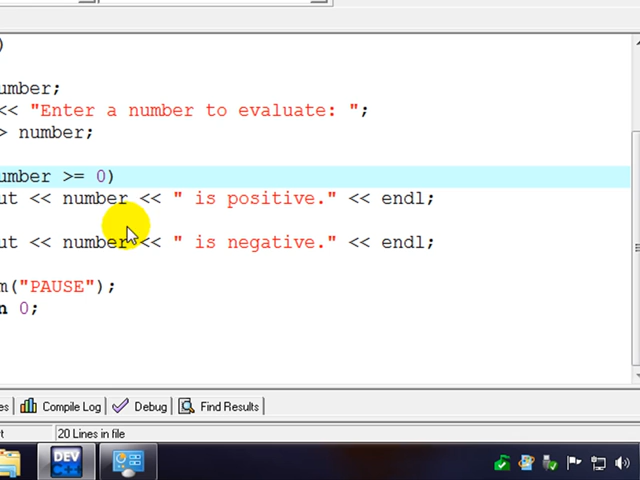 )
umber;
<< "Enter a number to evaluate: ";
> number;
umber >= 0)
ut << number << " is positive." << endl;
ut << number << " is negative." << endl;
m("PAUSE");
n 0;
es Compile Log Debug Find Results
t 20 Lines in file
DEV